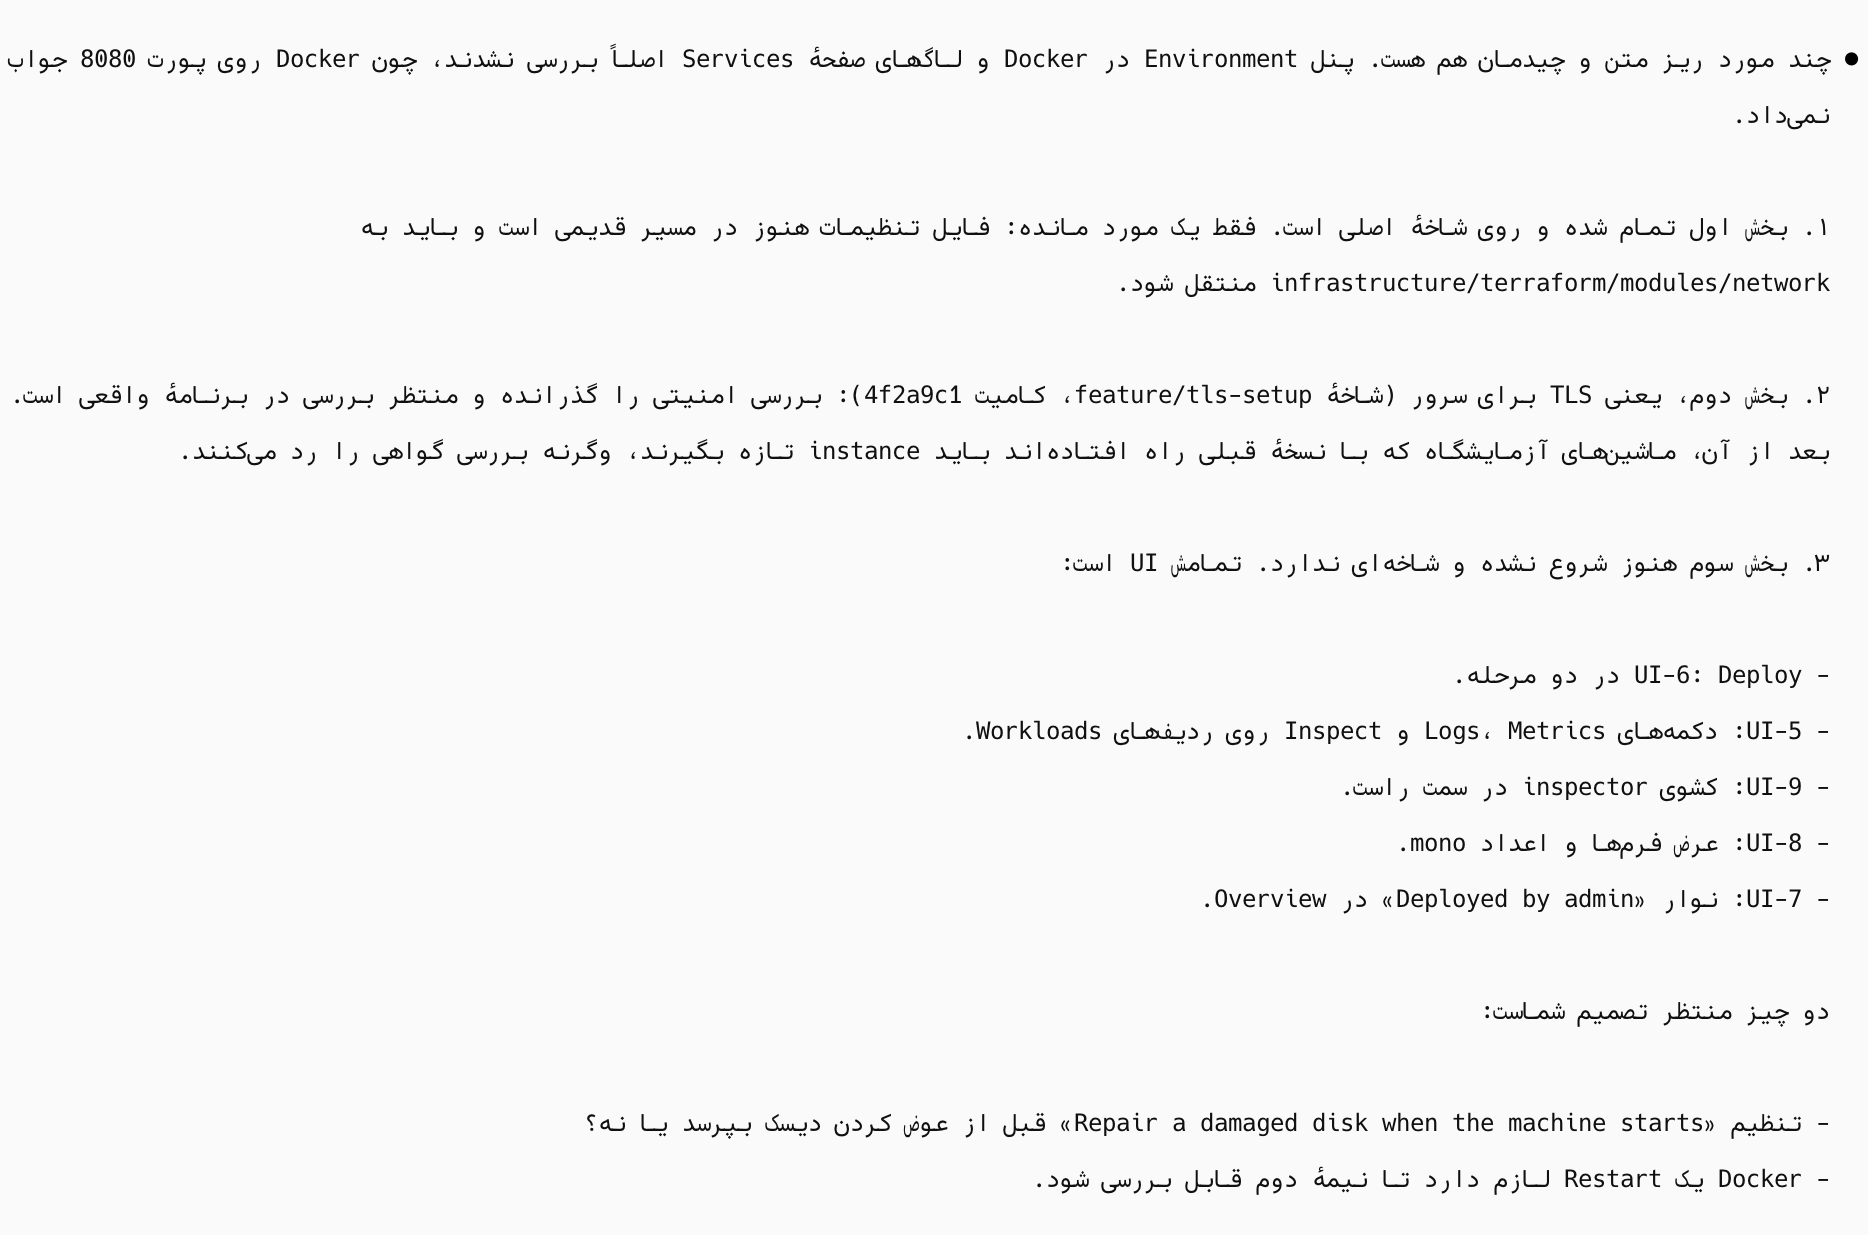 ● چند مورد ریز متن و چیدمان هم هست. پنل Environment در Docker و لاگ‌های صفحهٔ Services اصلاً بررسی نشدند، چون Docker روی پورت 8080 جواب
نمی‌داد.
۱. بخش اول تمام شده و روی شاخهٔ اصلی است. فقط یک مورد مانده: فایل تنظیمات هنوز در مسیر قدیمی است و باید به
infrastructure/terraform/modules/network منتقل شود.
۲. بخش دوم، یعنی TLS برای سرور (شاخهٔ feature/tls-setup، کامیت 4f2a9c1): بررسی امنیتی را گذرانده و منتظر بررسی در برنامهٔ واقعی است.
بعد از آن، ماشین‌های آزمایشگاه که با نسخهٔ قبلی راه افتاده‌اند باید instance تازه بگیرند، وگرنه بررسی گواهی را رد می‌کنند.
۳. بخش سوم هنوز شروع نشده و شاخه‌ای ندارد. تمامش UI است:
- UI-6: Deploy در دو مرحله.
- UI-5: دکمه‌های Logs، Metrics و Inspect روی ردیف‌های Workloads.
- UI-9: کشوی inspector در سمت راست.
- UI-8: عرض فرم‌ها و اعداد mono.
- UI-7: نوار «Deployed by admin» در Overview.
دو چیز منتظر تصمیم شماست:
- تنظیم «Repair a damaged disk when the machine starts» قبل از عوض کردن دیسک بپرسد یا نه؟
- Docker یک Restart لازم دارد تا نیمهٔ دوم قابل بررسی شود.